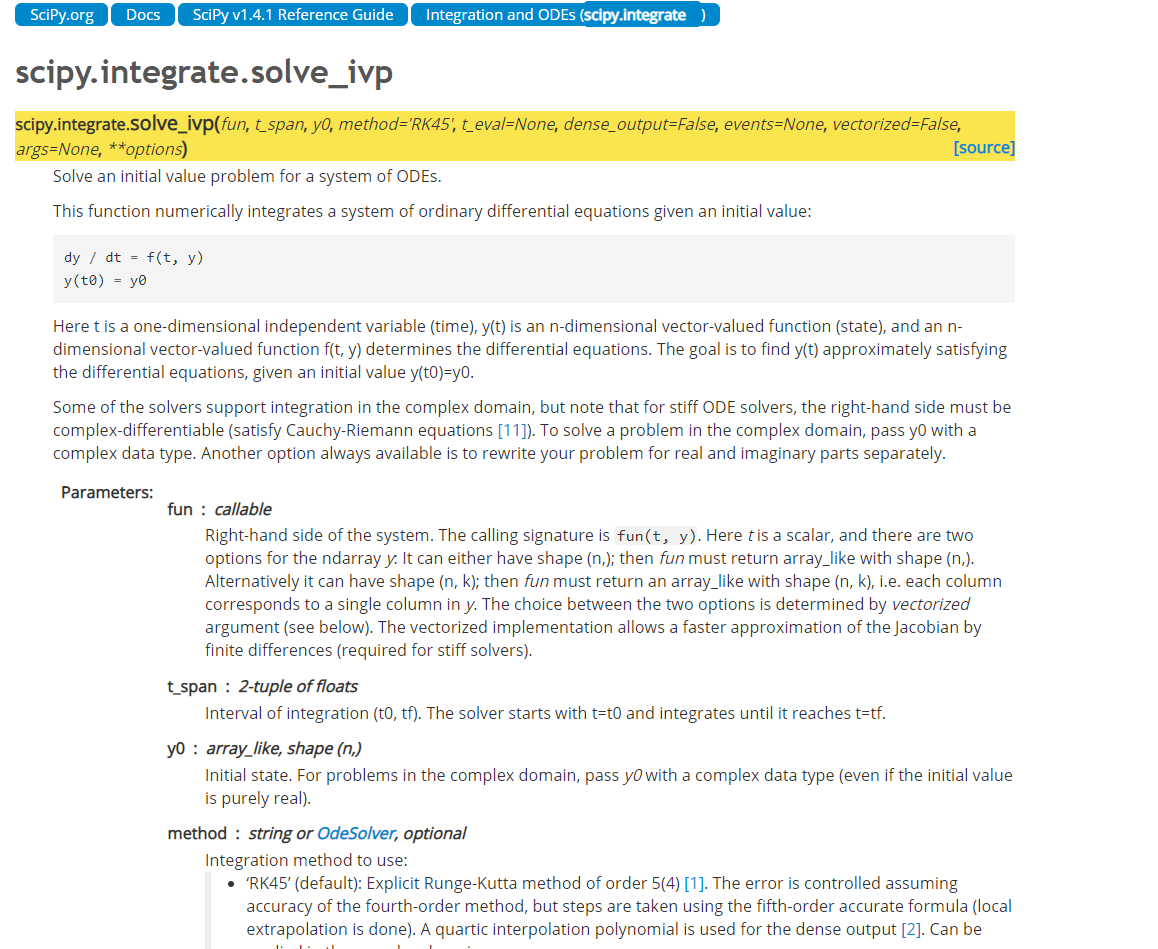 SciPy.org Docs SciPy v1.4.1 Reference Guide Integration and ODEs (scipy.integrate )
scipy.integrate.solve_ivp
scipy.integrate.solve_ivp(fun, t_span, y0, method='RK45', t_eval=None, dense_output=False, events=None, vectorized=False,
args=None, **options) [source]
Solve an initial value problem for a system of ODEs.
This function numerically integrates a system of ordinary differential equations given an initial value:
dy / dt = f(t, y)
y(t0) = y0
Here t is a one-dimensional independent variable (time), y(t) is an n-dimensional vector-valued function (state), and an n-
dimensional vector-valued function f(t, y) determines the differential equations. The goal is to find y(t) approximately satisfying
the differential equations, given an initial value y(t0)=y0.
Some of the solvers support integration in the complex domain, but note that for stiff ODE solvers, the right-hand side must be
complex-differentiable (satisfy Cauchy-Riemann equations [11]). To solve a problem in the complex domain, pass y0 with a
complex data type. Another option always available is to rewrite your problem for real and imaginary parts separately.
Parameters:
fun : callable
Right-hand side of the system. The calling signature is fun(t, y). Here t is a scalar, and there are two
options for the ndarray y: It can either have shape (n,); then fun must return array_like with shape (n,).
Alternatively it can have shape (n, k); then fun must return an array_like with shape (n, k), i.e. each column
corresponds to a single column in y. The choice between the two options is determined by vectorized
argument (see below). The vectorized implementation allows a faster approximation of the Jacobian by
finite differences (required for stiff solvers).
t_span : 2-tuple of floats
Interval of integration (t0, tf). The solver starts with t=t0 and integrates until it reaches t=tf.
y0 : array_like, shape (n,)
Initial state. For problems in the complex domain, pass y0 with a complex data type (even if the initial value
is purely real).
method : string or OdeSolver, optional
Integration method to use:
• 'RK45' (default): Explicit Runge-Kutta method of order 5(4) [1]. The error is controlled assuming
accuracy of the fourth-order method, but steps are taken using the fifth-order accurate formula (local
extrapolation is done). A quartic interpolation polynomial is used for the dense output [2]. Can be